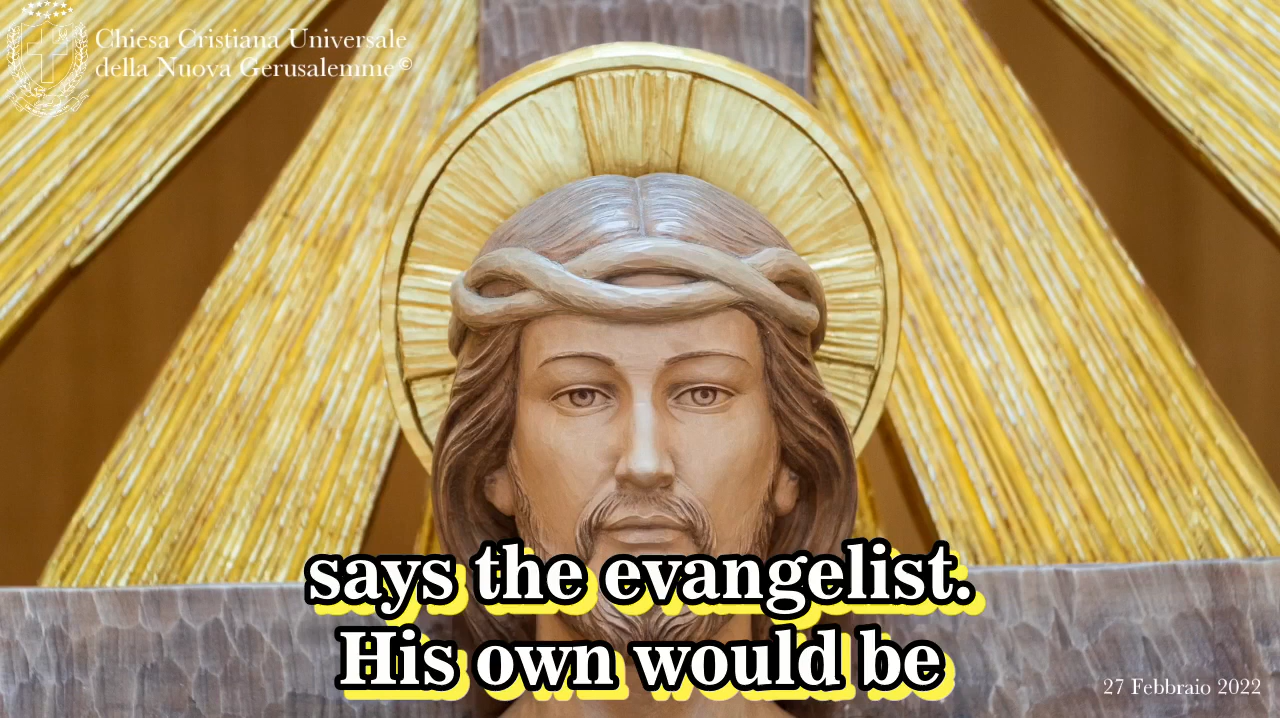 Chiesa Cristiana Universale
della Nuova Gerusalemme©
says the evangelist.
His own would be
27 Febbraio 2022